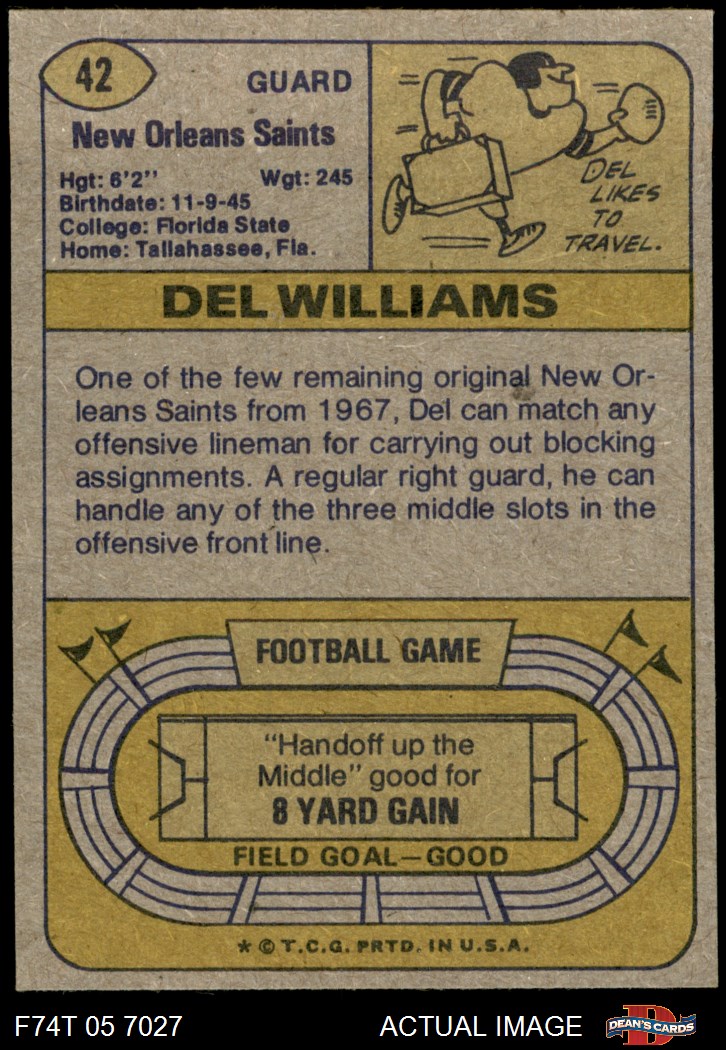 42
GUARD
New Orleans Saints
Hgt: 6'2" Wgt: 245
Birthdate: 11-9-45
College: Florida State
Home: Tallahassee, Fla.
DEL
LIKES
TO
TRAVEL.
DEL WILLIAMS
One of the few remaining original New Or-
leans Saints from 1967, Del can match any
offensive lineman for carrying out blocking
assignments. A regular right guard, he can
handle any of the three middle slots in the
offensive front line.
FOOTBALL GAME
"Handoff up the
Middle" good for
8 YARD GAIN
FIELD GOAL—GOOD
* © T.C.G. PRTD. IN U.S.A.
F74T 05 7027 ACTUAL IMAGE D DEAN'S CARDS